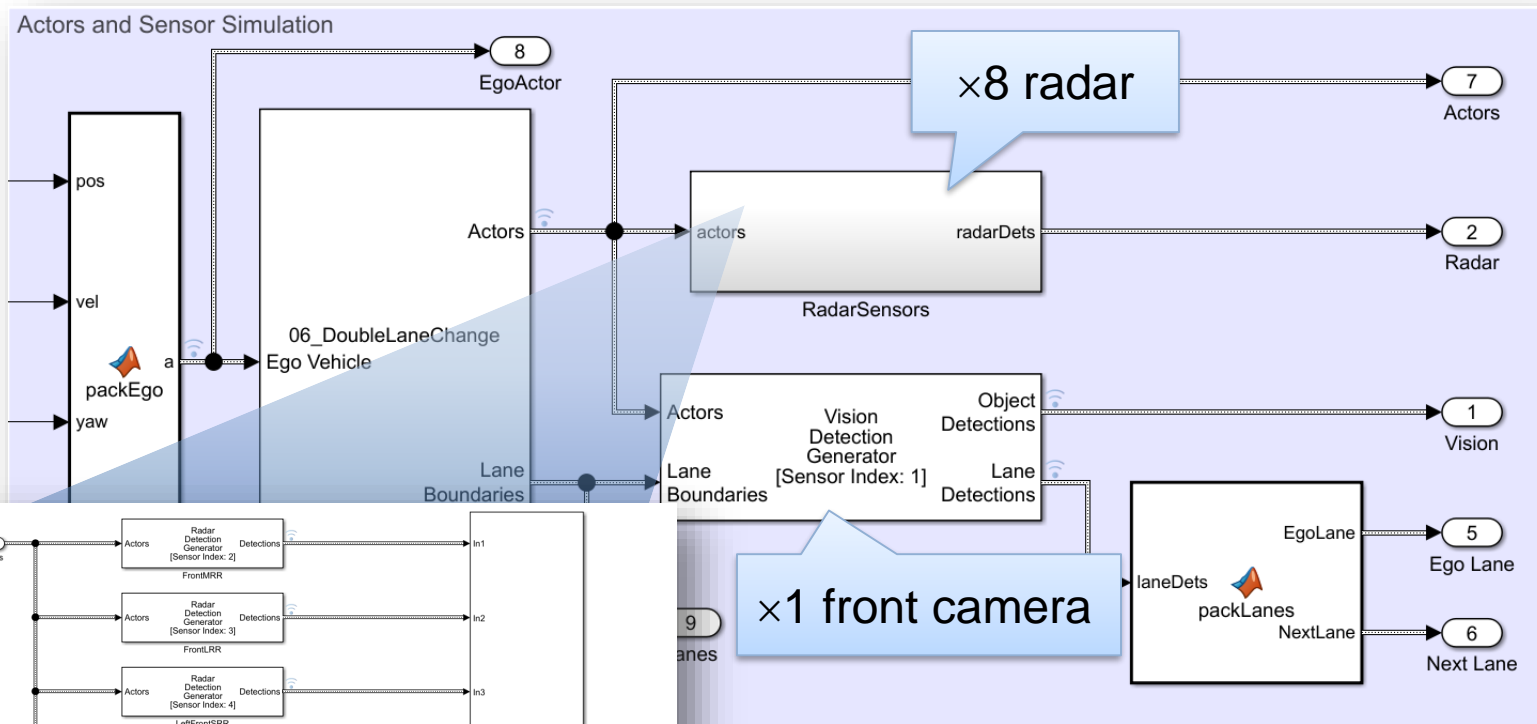 Actors and Sensor Simulation
8
EgoActor
×8 radar
7
Actors
pos
vel
yaw
packEgo
a
06_DoubleLaneChange
Ego Vehicle
Actors
Lane
Boundaries
actors
radarDets
RadarSensors
2
Radar
Actors
Lane
Boundaries
Vision
Detection
Generator
[Sensor Index: 1]
Object
Detections
Lane
Detections
1
Vision
×1 front camera
laneDets
packLanes
EgoLane
NextLane
5
Ego Lane
6
Next Lane
9
anes
s
Actors
Radar
Detection
Generator
[Sensor Index: 2]
Detections
FrontMRR
In1
Actors
Radar
Detection
Generator
[Sensor Index: 3]
Detections
FrontLRR
In2
Actors
Radar
Detection
Generator
[Sensor Index: 4]
Detections
LeftFrontSRR
In3